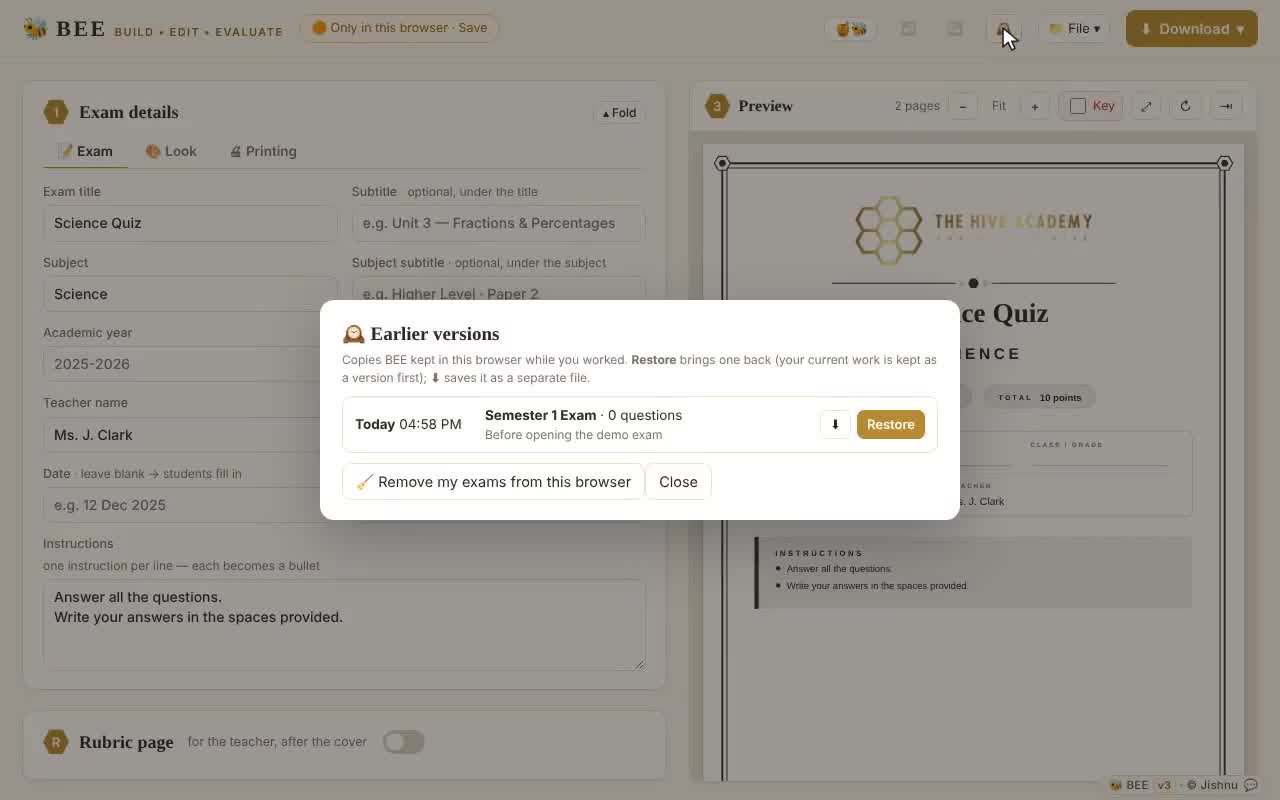 BEE BUILD • EDIT • EVALUATE
Only in this browser · Save
File ▾
Download ▾
1 Exam details
▴ Fold
Exam
Look
Printing
Exam title
Science Quiz
Subtitle optional, under the title
e.g. Unit 3 — Fractions & Percentages
Subject
Science
Subject subtitle · optional, under the subject
e.g. Higher Level · Paper 2
Academic year
2025-2026
Teacher name
Ms. J. Clark
Date · leave blank → students fill in
e.g. 12 Dec 2025
Instructions
one instruction per line — each becomes a bullet
Answer all the questions.
Write your answers in the spaces provided.
R Rubric page for the teacher, after the cover
3 Preview
2 pages − Fit +
Key
THE HIVE ACADEMY
ce Quiz
IENCE
TOTAL 10 points
CLASS / GRADE
ACHER
s. J. Clark
INSTRUCTIONS
Answer all the questions.
Write your answers in the spaces provided.
Earlier versions
Copies BEE kept in this browser while you worked. Restore brings one back (your current work is kept as
a version first); ⬇ saves it as a separate file.
Today 04:58 PM
Semester 1 Exam · 0 questions
Before opening the demo exam
Restore
Remove my exams from this browser
Close
BEE v3 · © Jishnu